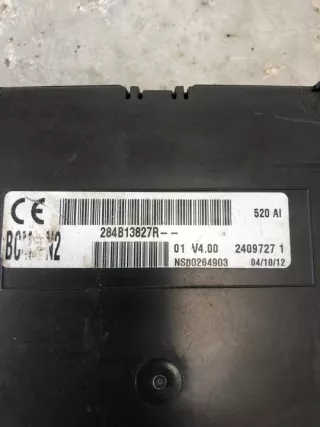 CE
520 AI
284B13827R--
01 V4.00 2409727 1
NSD0264903 04/10/12